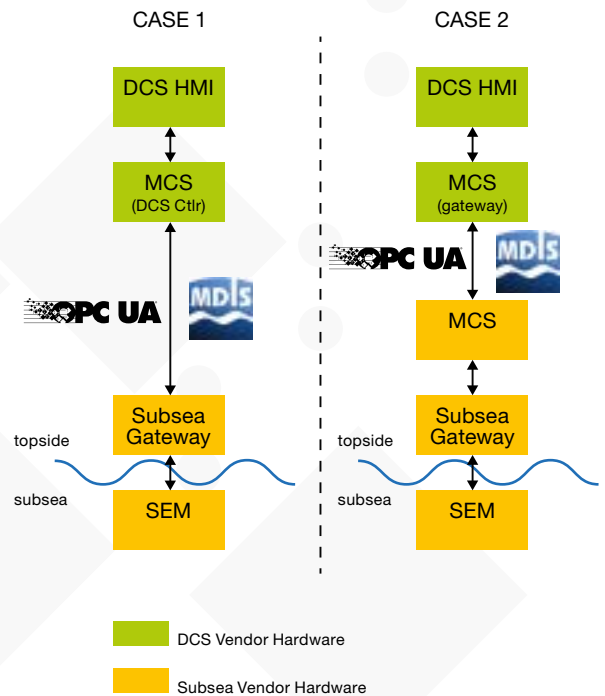 CASE 1
DCS HMI
MCS
(DCS Ctlr)
OPC UA
MDIS
Subsea
Gateway
topside
subsea
SEM
CASE 2
DCS HMI
MCS
(gateway)
OPC UA
MDIS
MCS
Subsea
Gateway
topside
subsea
SEM
DCS Vendor Hardware
Subsea Vendor Hardware